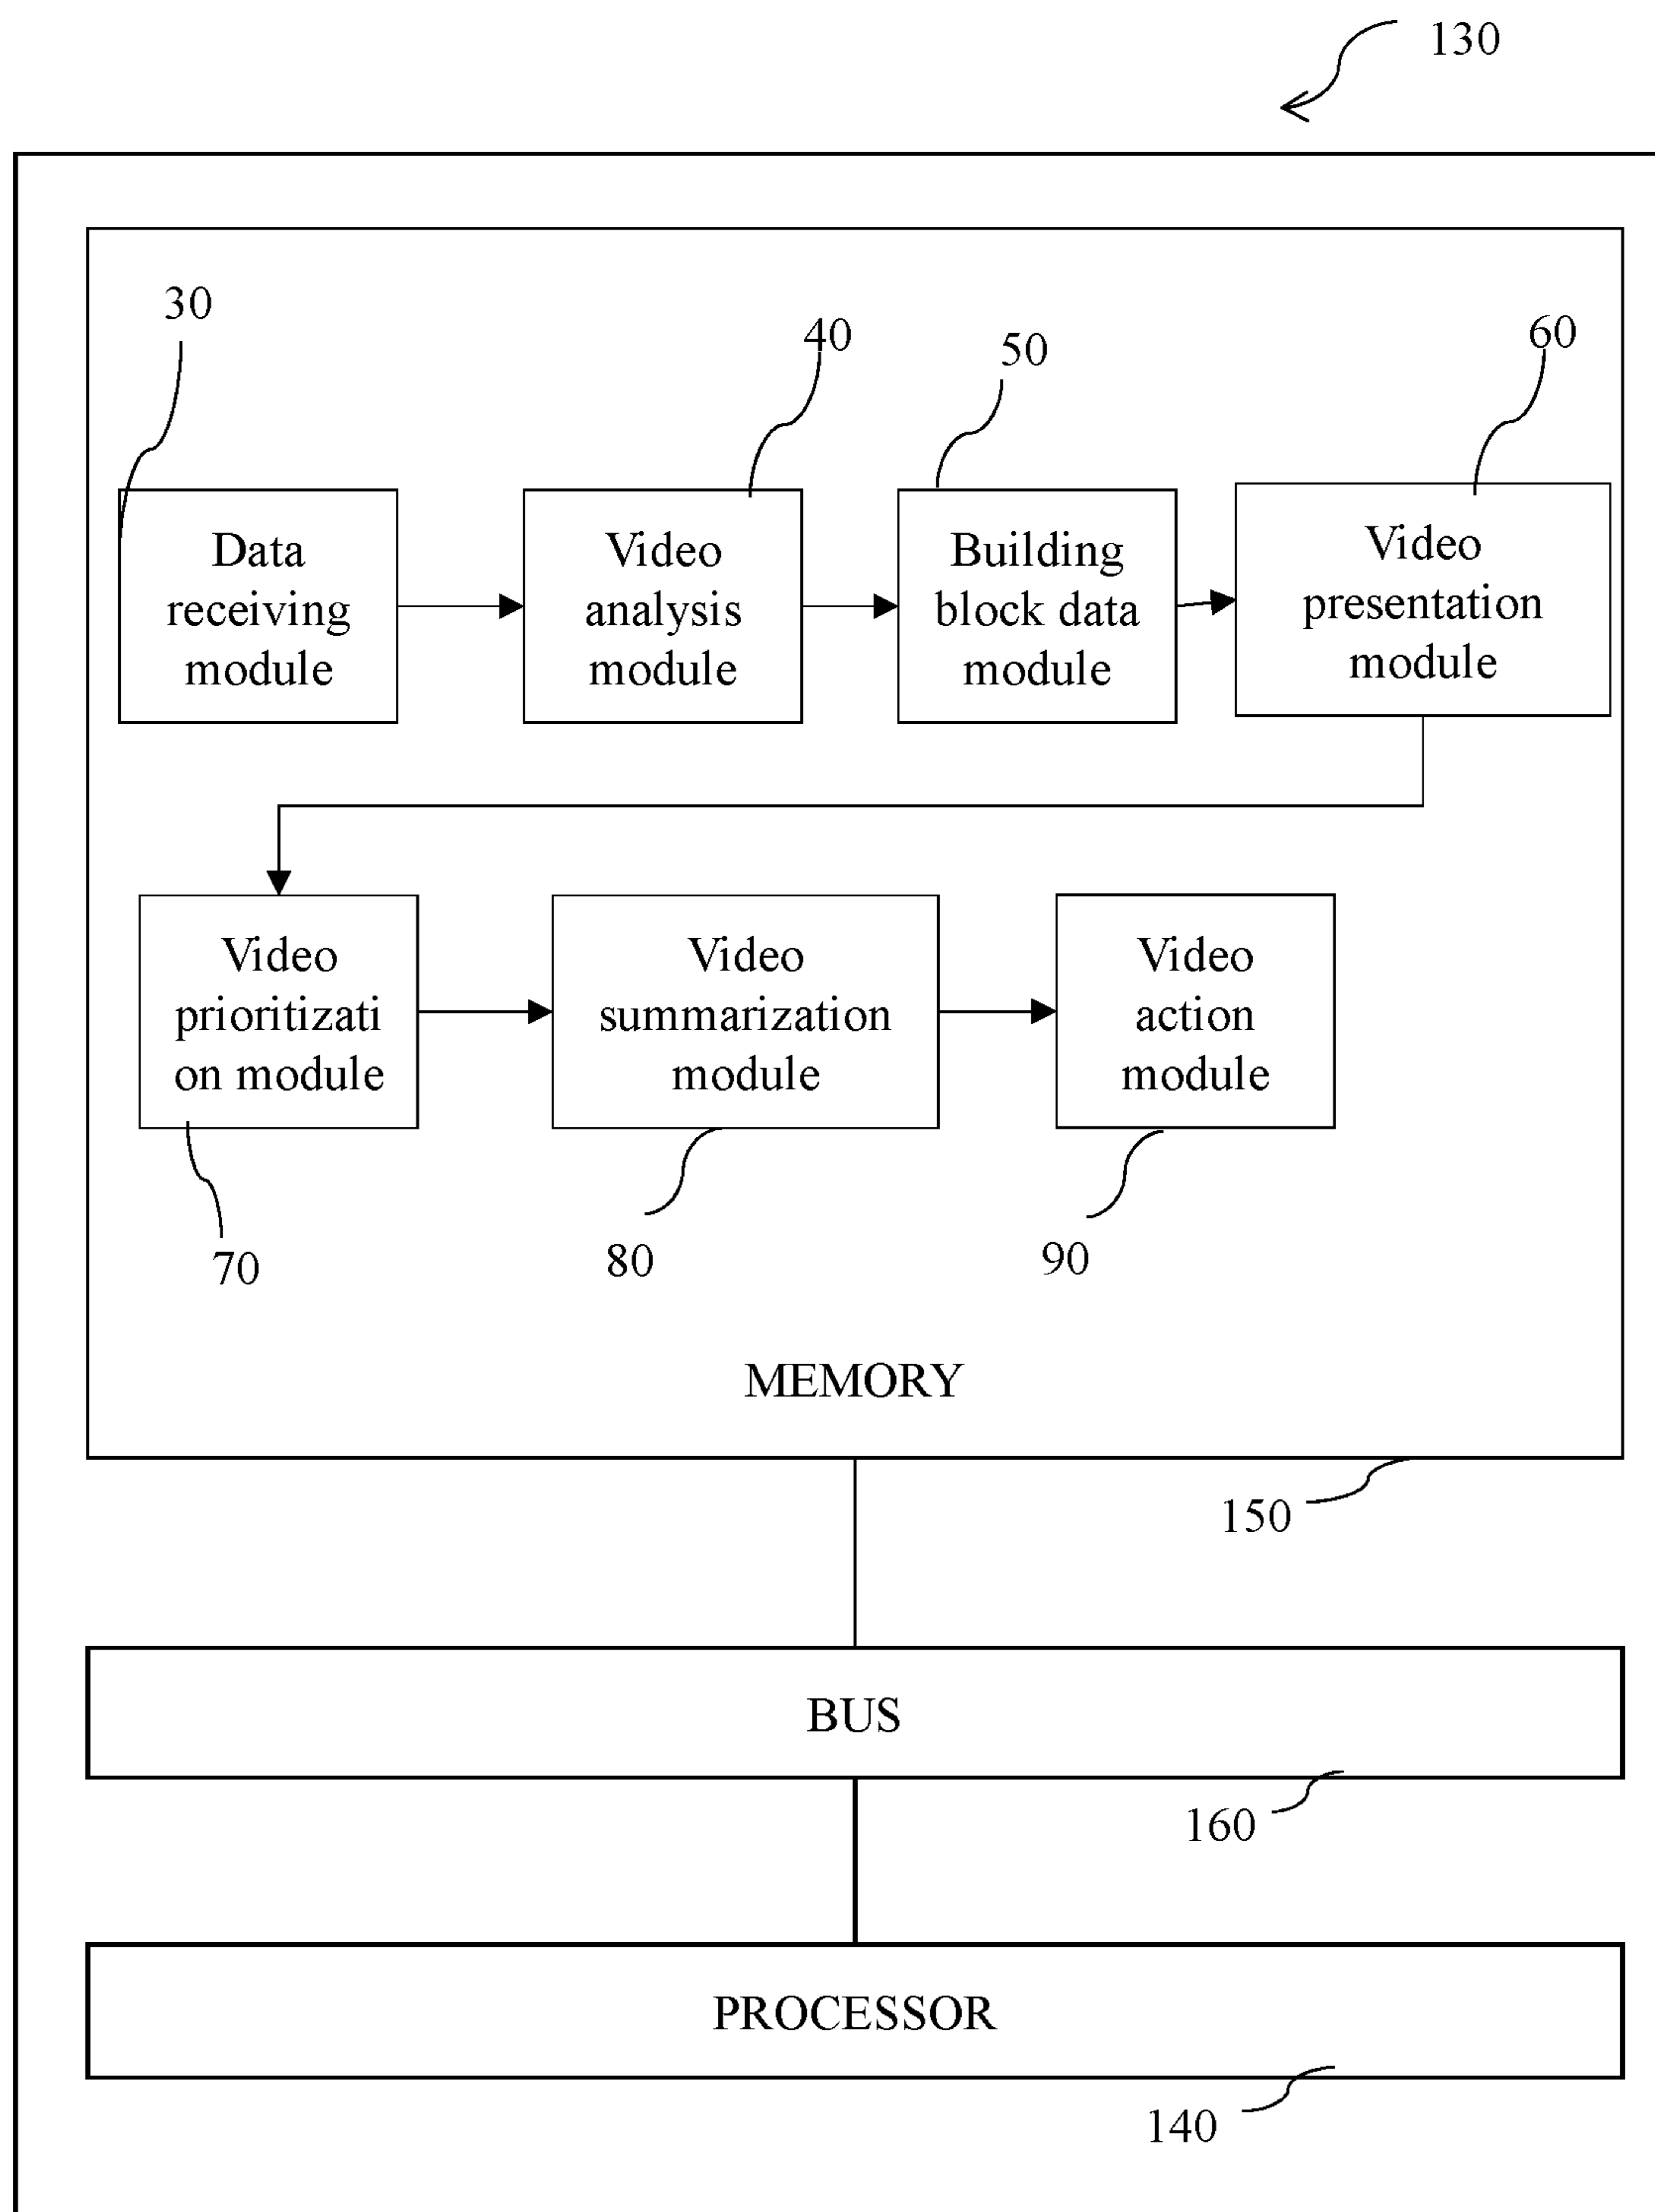 130
30
40
50
60
Data
receiving
module
Video
analysis
module
Building
block data
module
Video
presentation
module
Video
prioritizati
on module
Video
summarization
module
Video
action
module
70
80
90
MEMORY
150
BUS
160
PROCESSOR
140